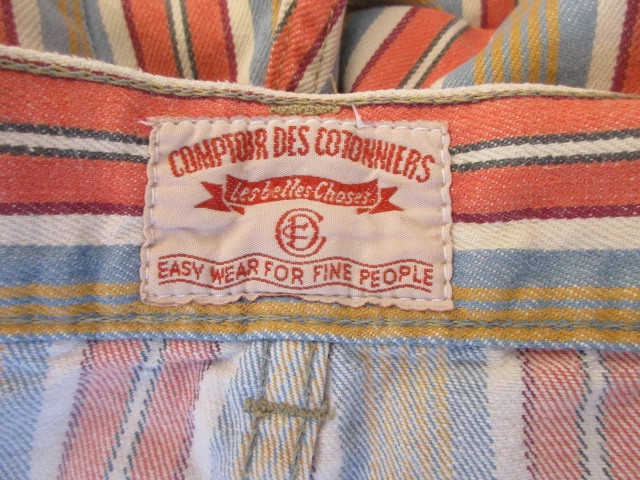 COMPTOIR DES COTONNIERS
Les belles Choses
EASY WEAR FOR FINE PEOPLE